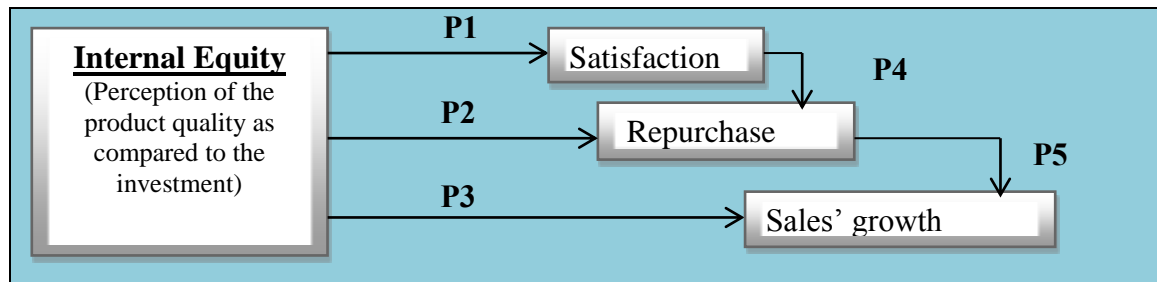 Internal Equity
(Perception of the
product quality as
compared to the
investment)
P1
Satisfaction
P4
P2
Repurchase
P5
P3
Sales’ growth